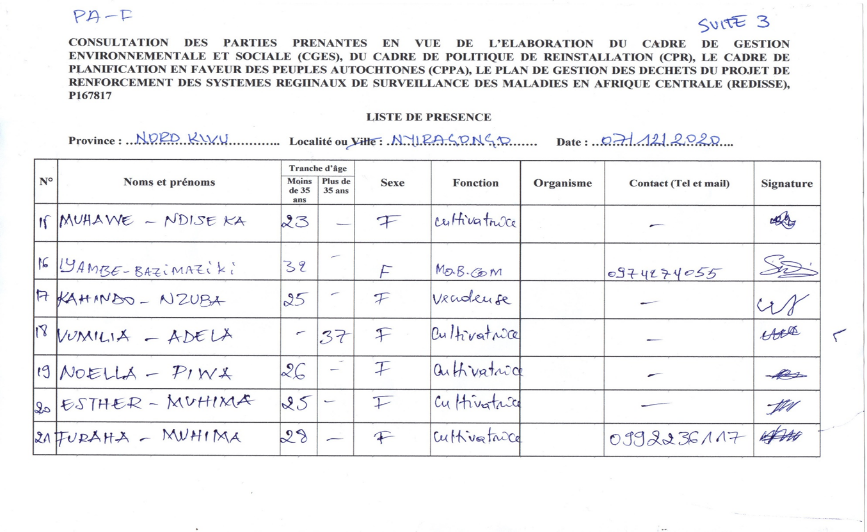 PA-F
SUITE 3
CONSULTATION DES PARTIES PRENANTES EN VUE DE L'ELABORATION DU CADRE DE GESTION
ENVIRONNEMENTALE ET SOCIALE (CGES), DU CADRE DE POLITIQUE DE REINSTALLATION (CPR), LE CADRE DE
PLANIFICATION EN FAVEUR DES PEUPLES AUTOCHTONES (CPPA), LE PLAN DE GESTION DES DECHETS DU PROJET DE
RENFORCEMENT DES SYSTEMES REGIINAUX DE SURVEILLANCE DES MALADIES EN AFRIQUE CENTRALE (REDISSE),
P167817
LISTE DE PRESENCE
Province : NORD KIVU Localité ou Ville : NYIRAGONGO Date : 07/12/2020
N° Noms et prénoms Tranche d'âge Moins de 35 ans Plus de 35 ans Sexe Fonction Organisme Contact (Tel et mail) Signature
15 MUHAWE - NDISEKA 23 - F Cultivatrice -
16 LYAMBE-BAZIMAZIKI 32 - F MOB.COM 0974274055
17 KAHINDO - NZUBA 25 - F Vendeuse -
18 VUMILIA - ADELA - 37 F Cultivatrice -
19 NOELLA - PIWA 26 - F Cultivatrice -
20 ESTHER - MUHIMA 25 - F Cultivatrice -
21 FURAHA - MUHIMA 28 - F Cultivatrice 0992236117